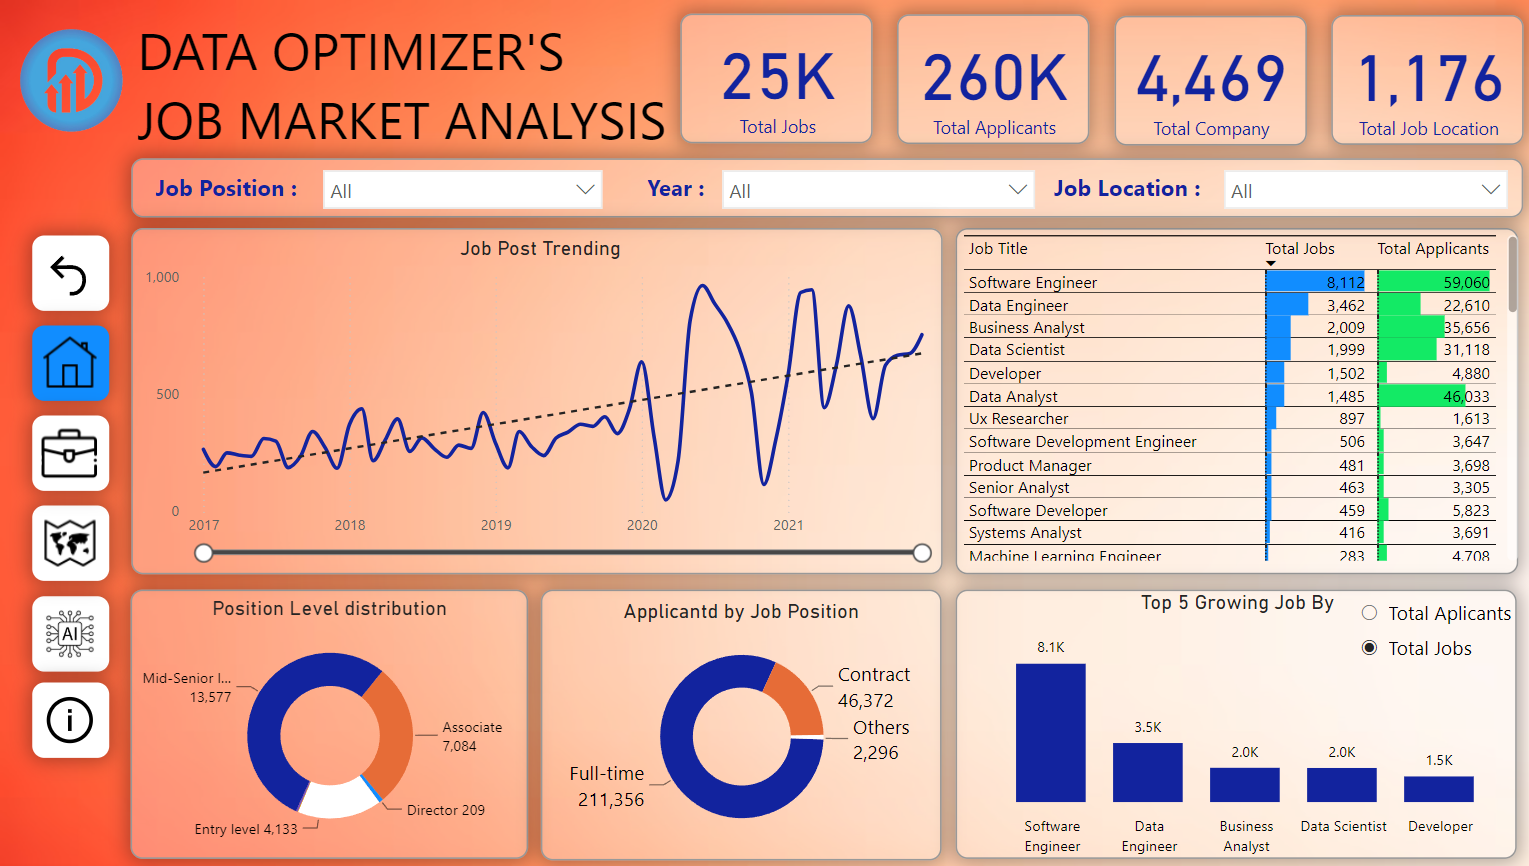 DATA OPTIMIZER'S
JOB MARKET ANALYSIS
25K
Total Jobs
260K
Total Applicants
4,469
Total Company
1,176
Total Job Location
Job Position :
All
Year :
All
Job Location :
All
Job Post Trending
1,000
500
0
2017 2018 2019 2020 2021
Job Title Total Jobs Total Applicants
Software Engineer 8,112 59,060
Data Engineer 3,462 22,610
Business Analyst 2,009 35,656
Data Scientist 1,999 31,118
Developer 1,502 4,880
Data Analyst 1,485 46,033
Ux Researcher 897 1,613
Software Development Engineer 506 3,647
Product Manager 481 3,698
Senior Analyst 463 3,305
Software Developer 459 5,823
Systems Analyst 416 3,691
Machine Learning Engineer 283 4,708
AI
Position Level distribution
Mid-Senior l...
13,577
Associate
7,084
Director 209
Entry level 4,133
Applicantd by Job Position
Contract
46,372
Others
2,296
Full-time
211,356
Top 5 Growing Job By
Total Aplicants
Total Jobs
8.1K
3.5K
2.0K
2.0K
1.5K
Software
Engineer
Data
Engineer
Business
Analyst
Data Scientist
Developer